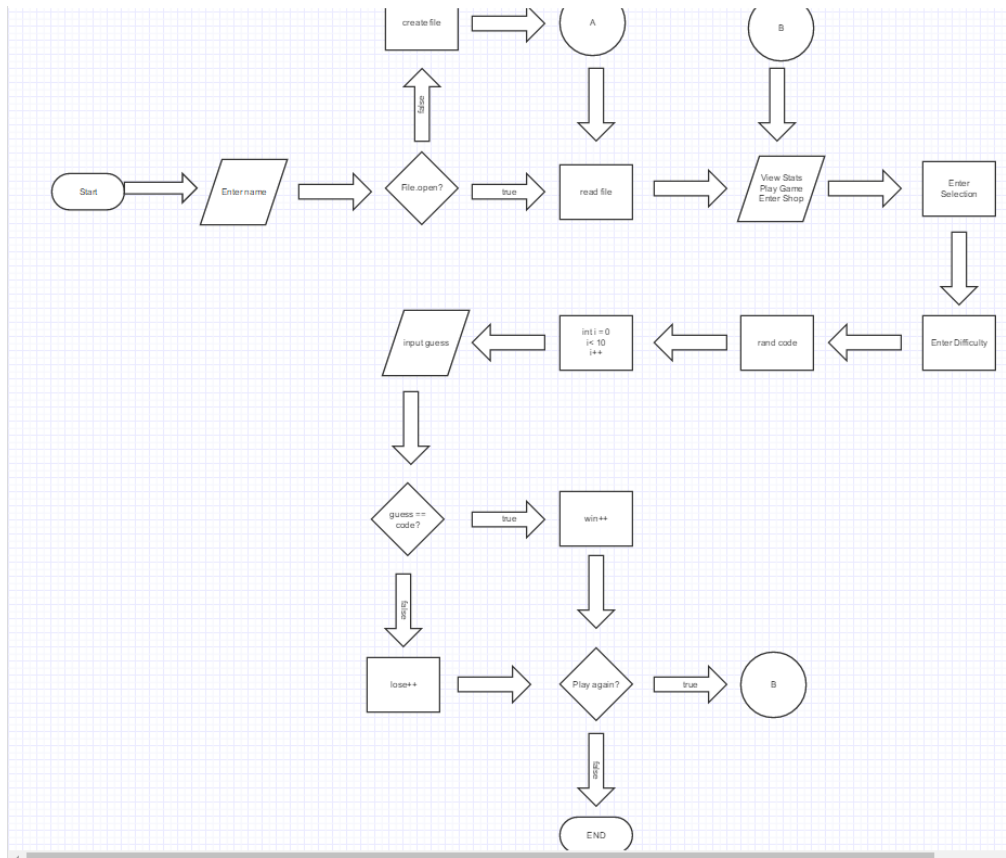 create file
A
B
false
Start
Enter name
File.open?
true
read file
View Stats
Play Game
Enter Shop
Enter
Selection
input guess
int i = 0
i< 10
i++
rand code
Enter Difficulty
guess ==
code?
true
win++
false
lose++
Play again?
true
B
false
END